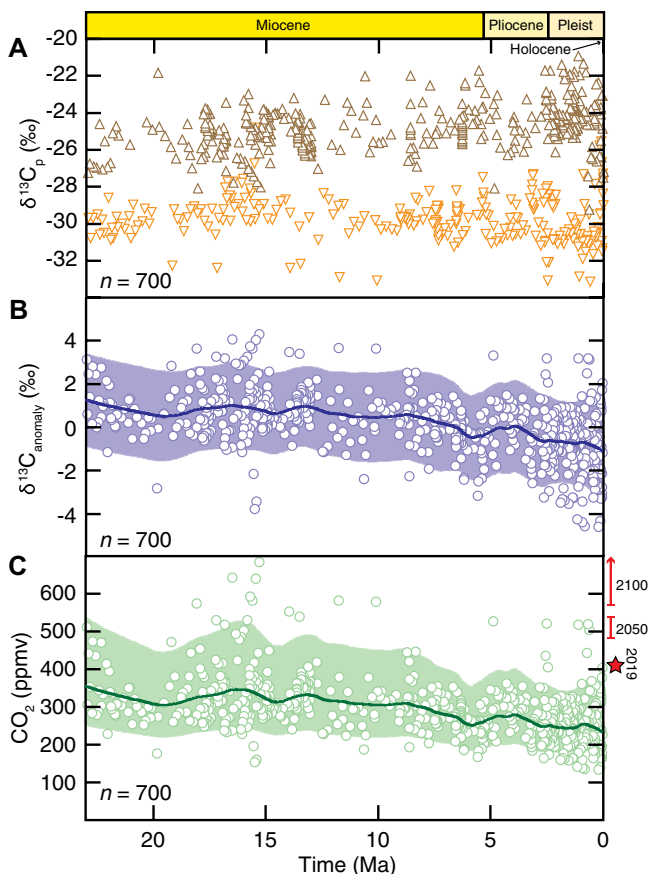 Miocene
Pliocene
Pleist
Holocene
A
-20
-22
-24
-26
-28
-30
-32
δ¹³Cₚ (‰)
n = 700
B
4
2
0
-2
-4
δ¹³C_anomaly (‰)
n = 700
C
600
500
400
300
200
100
CO₂ (ppmv)
2100
2050
2019
n = 700
20
15
10
5
0
Time (Ma)